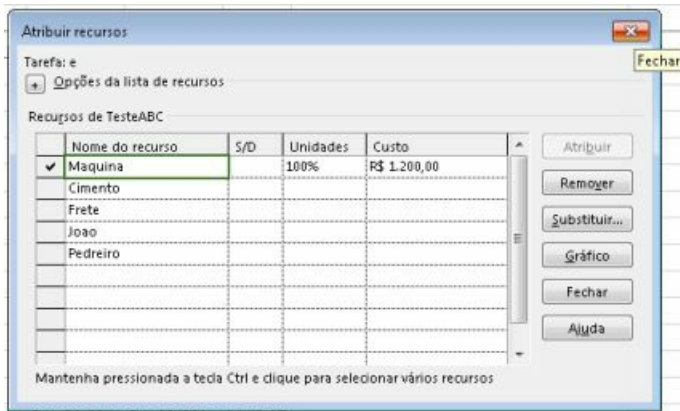 Atribuir recursos
Fechar
Tarefa: e
+ Opções da lista de recursos
Recursos de TesteABC
Nome do recurso S/D Unidades Custo
Maquina 100% R$ 1.200,00
Cimento
Frete
Joao
Pedreiro
Atribuir
Remover
Substituir...
Gráfico
Fechar
Ajuda
Mantenha pressionada a tecla Ctrl e clique para selecionar vários recursos